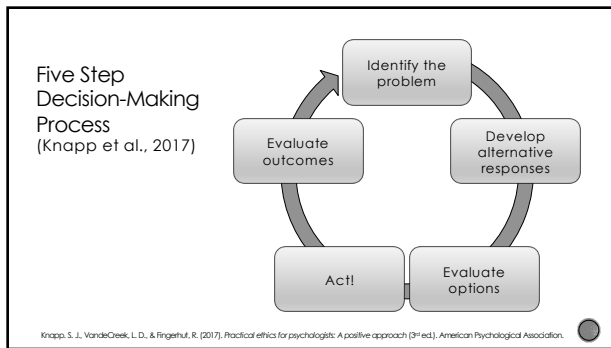 Five Step
Decision-Making
Process
(Knapp et al., 2017)
Identify the
problem
Develop
alternative
responses
Evaluate
options
Act!
Evaluate
outcomes
Knapp. S. J., VandeCreek, L. D., & Fingerhut, R. (2017). Practical ethics for psychologists: A positive approach (3rd ed.). American Psychological Association.